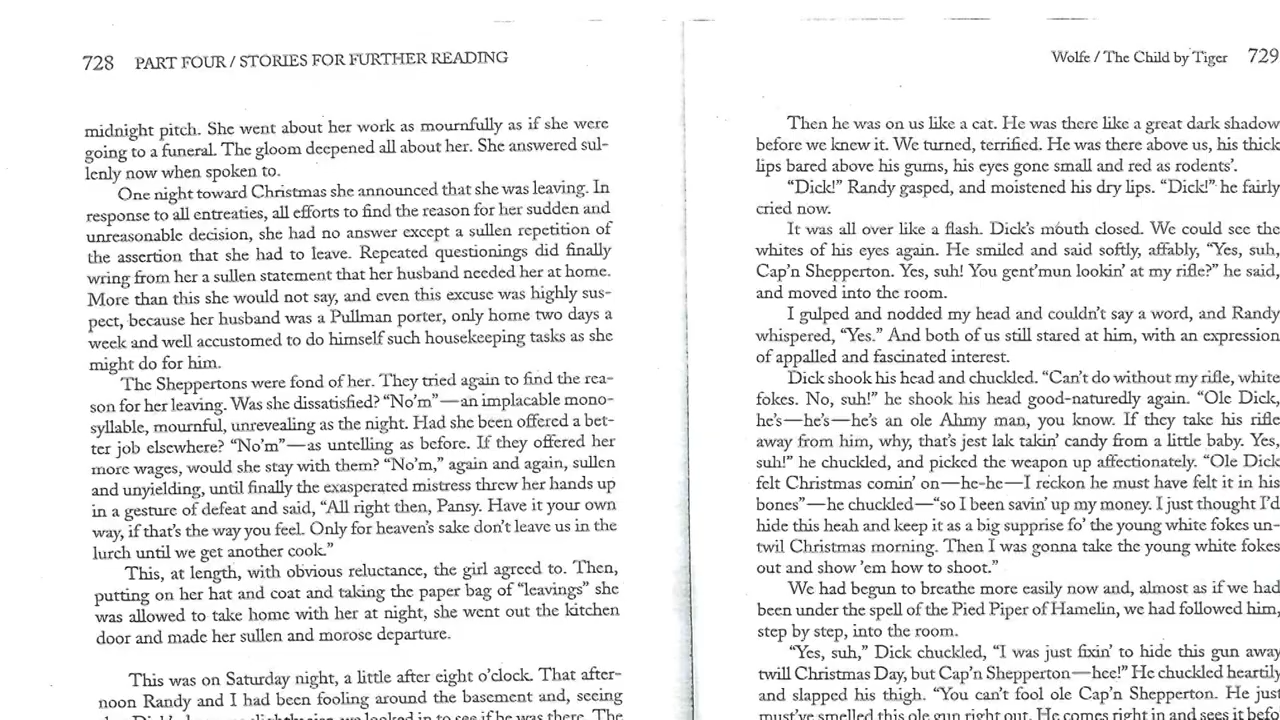 728 PART FOUR / STORIES FOR FURTHER READING
midnight pitch. She went about her work as mournfully as if she were
going to a funeral. The gloom deepened all about her. She answered sul-
lenly now when spoken to.
One night toward Christmas she announced that she was leaving. In
response to all entreaties, all efforts to find the reason for her sudden and
unreasonable decision, she had no answer except a sullen repetition of
the assertion that she had to leave. Repeated questionings did finally
wring from her a sullen statement that her husband needed her at home.
More than this she would not say, and even this excuse was highly sus-
pect, because her husband was a Pullman porter, only home two days a
week and well accustomed to do himself such housekeeping tasks as she
might do for him.
The Sheppertons were fond of her. They tried again to find the rea-
son for her leaving. Was she dissatisfied? “No’m”—an implacable mono-
syllable, mournful, unrevealing as the night. Had she been offered a bet-
ter job elsewhere? “No’m”—as untelling as before. If they offered her
more wages, would she stay with them? “No’m,” again and again, sullen
and unyielding, until finally the exasperated mistress threw her hands up
in a gesture of defeat and said, “All right then, Pansy. Have it your own
way, if that’s the way you feel. Only for heaven’s sake don’t leave us in the
lurch until we get another cook.”
This, at length, with obvious reluctance, the girl agreed to. Then,
putting on her hat and coat and taking the paper bag of “leavings” she
was allowed to take home with her at night, she went out the kitchen
door and made her sullen and morose departure.
This was on Saturday night, a little after eight o’clock. That after-
noon Randy and I had been fooling around the basement and, seeing
we looked in to see if he was there. The
Wolfe / The Child by Tiger 729
Then he was on us like a cat. He was there like a great dark shadow
before we knew it. We turned, terrified. He was there above us, his thick
lips bared above his gums, his eyes gone small and red as rodents’.
“Dick!” Randy gasped, and moistened his dry lips. “Dick!” he fairly
cried now.
It was all over like a flash. Dick’s mouth closed. We could see the
whites of his eyes again. He smiled and said softly, affably, “Yes, suh,
Cap’n Shepperton. Yes, suh! You gent’mun lookin’ at my rifle?” he said,
and moved into the room.
I gulped and nodded my head and couldn’t say a word, and Randy
whispered, “Yes.” And both of us still stared at him, with an expression
of appalled and fascinated interest.
Dick shook his head and chuckled. “Can’t do without my rifle, white
fokes. No, suh!” he shook his head good-naturedly again. “Ole Dick,
he’s—he’s—he’s an ole Ahmy man, you know. If they take his rifle
away from him, why, that’s jest lak takin’ candy from a little baby. Yes,
suh!” he chuckled, and picked the weapon up affectionately. “Ole Dick
felt Christmas comin’ on—he-he—I reckon he must have felt it in his
bones”—he chuckled—“so I been savin’ up my money. I just thought I’d
hide this heah and keep it as a big supprise fo’ the young white fokes un-
twil Christmas morning. Then I was gonna take the young white fokes
out and show ’em how to shoot.”
We had begun to breathe more easily now and, almost as if we had
been under the spell of the Pied Piper of Hamelin, we had followed him,
step by step, into the room.
“Yes, suh,” Dick chuckled, “I was just fixin’ to hide this gun away
twill Christmas Day, but Cap’n Shepperton—hee!” He chuckled heartily
and slapped his thigh. “You can’t fool ole Cap’n Shepperton. He just
must’ve smelled this ole gun right out. He comes right in and sees it befo